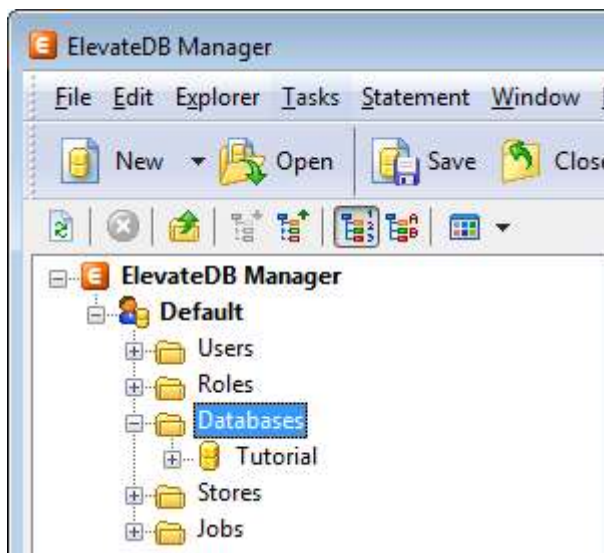 ElevateDB Manager
File Edit Explorer Tasks Statement Window
New Open Save Close
ElevateDB Manager
Default
Users
Roles
Databases
Tutorial
Stores
Jobs